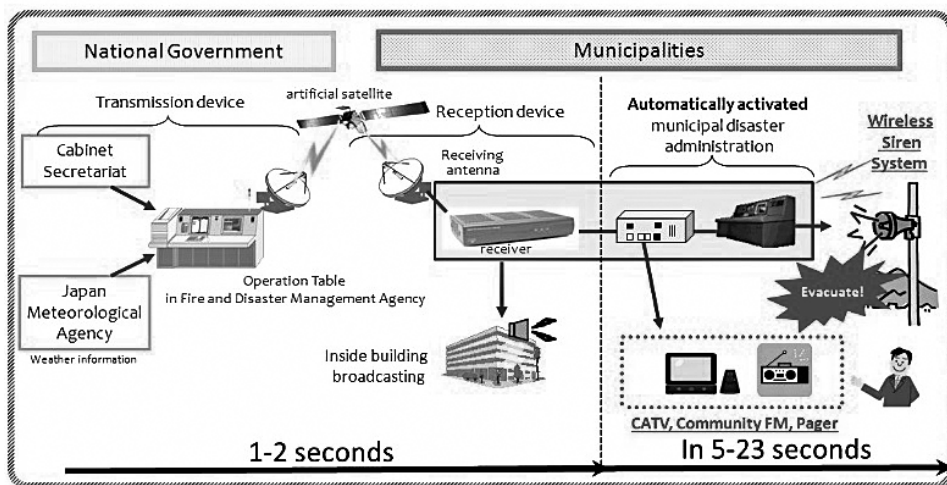 National Government
Municipalities
Transmission device
artificial satellite
Reception device
Automatically activated
municipal disaster
administration
Wireless
Siren
System
Cabinet
Secretariat
Receiving
antenna
receiver
Operation Table
in Fire and Disaster Management Agency
Evacuate!
Japan
Meteorological
Agency
Weather information
Inside building
broadcasting
CATV, Community FM, Pager
1-2 seconds
In 5-23 seconds